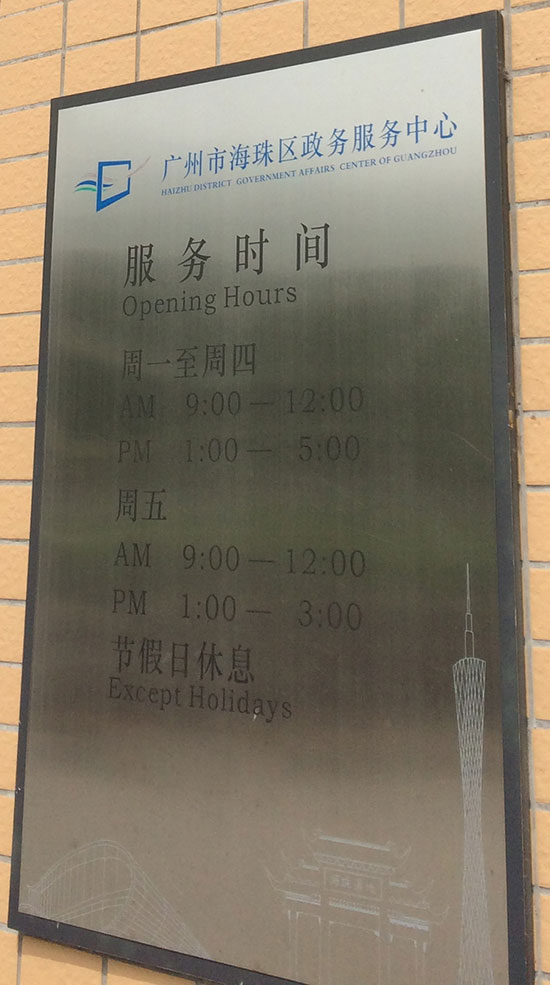 广州市海珠区政务服务中心
HAIZHU DISTRICT GOVERNMENT AFFAIRS CENTER OF GUANGZHOU
服务时间
Opening Hours
周一至周四
AM 9:00— 12:00
PM 1:00— 5:00
周五
AM 9:00— 12:00
PM 1:00— 3:00
节假日休息
Except Holidays